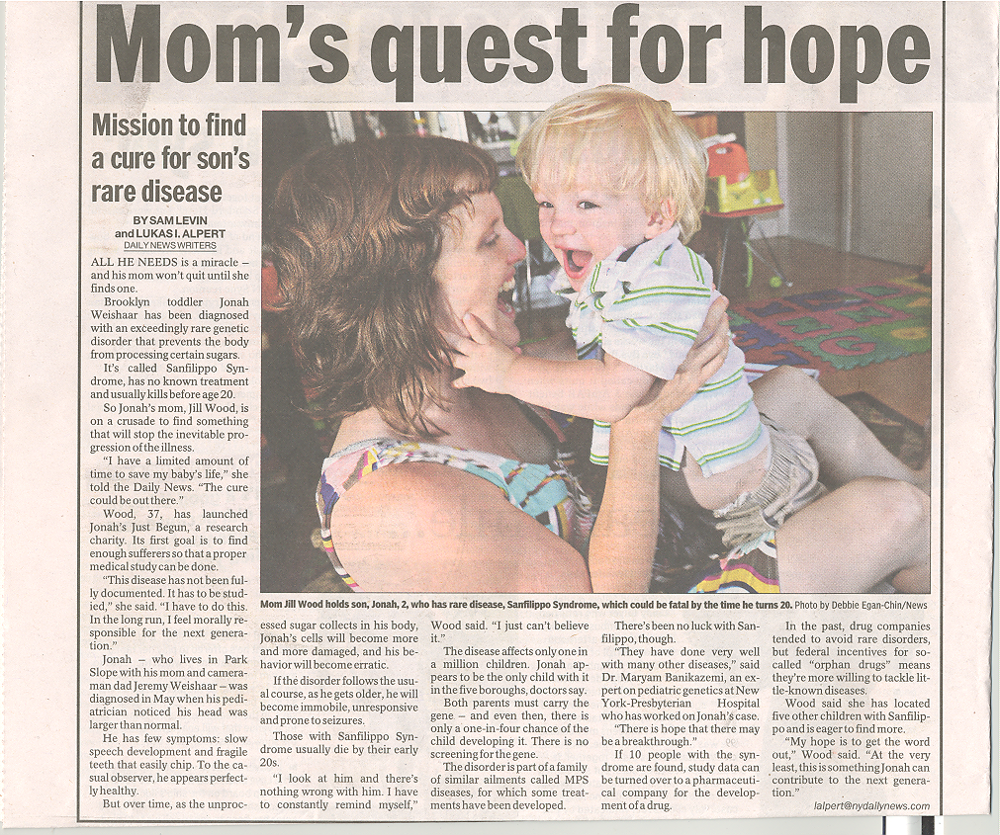 Mom's quest for hope
Mission to find
a cure for son's
rare disease
BY SAM LEVIN
and LUKAS I. ALPERT
DAILY NEWS WRITERS
ALL HE NEEDS is a miracle –
and his mom won't quit until she
finds one.
Brooklyn toddler Jonah
Weishaar has been diagnosed
with an exceedingly rare genetic
disorder that prevents the body
from processing certain sugars.
It's called Sanfilippo Syn-
drome, has no known treatment
and usually kills before age 20.
So Jonah's mom, Jill Wood, is
on a crusade to find something
that will stop the inevitable pro-
gression of the illness.
"I have a limited amount of
time to save my baby's life," she
told the Daily News. "The cure
could be out there."
Wood, 37, has launched
Jonah's Just Begun, a research
charity. Its first goal is to find
enough sufferers so that a proper
medical study can be done.
"This disease has not been ful-
ly documented. It has to be stud-
ied," she said. "I have to do this.
In the long run, I feel morally re-
sponsible for the next genera-
tion."
Jonah – who lives in Park
Slope with his mom and camera-
man dad Jeremy Weishaar – was
diagnosed in May when his pedi-
atrician noticed his head was
larger than normal.
He has few symptoms: slow
speech development and fragile
teeth that easily chip. To the ca-
sual observer, he appears perfect-
ly healthy.
But over time, as the unproc-
Mom Jill Wood holds son, Jonah, 2, who has rare disease, Sanfilippo Syndrome, which could be fatal by the time he turns 20. Photo by Debbie Egan-Chin/News
essed sugar collects in his body,
Jonah's cells will become more
and more damaged, and his be-
havior will become erratic.
If the disorder follows the usu-
al course, as he gets older, he will
become immobile, unresponsive
and prone to seizures.
Those with Sanfilippo Syn-
drome usually die by their early
20s.
"I look at him and there's
nothing wrong with him. I have
to constantly remind myself,"
Wood said. "I just can't believe
it."
The disease affects only one in
a million children. Jonah ap-
pears to be the only child with it
in the five boroughs, doctors say.
Both parents must carry the
gene – and even then, there is
only a one-in-four chance of the
child developing it. There is no
screening for the gene.
The disorder is part of a family
of similar ailments called MPS
diseases, for which some treat-
ments have been developed.
There's been no luck with San-
filippo, though.
"They have done very well
with many other diseases," said
Dr. Maryam Banikazemi, an ex-
pert on pediatric genetics at New
York-Presbyterian Hospital
who has worked on Jonah's case.
"There is hope that there may
be a breakthrough."
If 10 people with the syn-
drome are found, study data can
be turned over to a pharmaceuti-
cal company for the develop-
ment of a drug.
In the past, drug companies
tended to avoid rare disorders,
but federal incentives for so-
called "orphan drugs" means
they're more willing to tackle lit-
tle-known diseases.
Wood said she has located
five other children with Sanfilip-
po and is eager to find more.
"My hope is to get the word
out," Wood said. "At the very
least, this is something Jonah can
contribute to the next genera-
tion."
lalpert@nydailynews.com